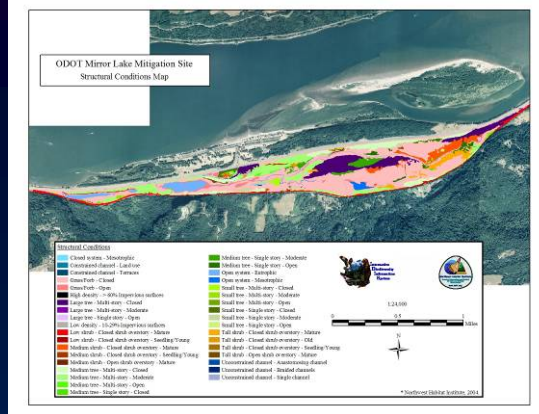 ODOT Mirror Lake Mitigation Site
Structural Conditions Map
Structural Conditions
Closed system - Mesotrophic
Constrained channel - Land use
Constrained channel - Terraces
Grass/Forb - Closed
Grass/Forb - Open
High density - > 60% impervious surfaces
Large tree - Multi-story - Closed
Large tree - Multi-story - Moderate
Large tree - Single story - Open
Low density - 10-29% impervious surfaces
Low shrub - Closed shrub overstory - Mature
Low shrub - Closed shrub overstory - Seedling/Young
Medium shrub - Closed shrub overstory - Mature
Medium shrub - Closed shrub overstory - Seedling/Young
Medium shrub - Open shrub overstory - Mature
Medium tree - Multi-story - Closed
Medium tree - Multi-story - Moderate
Medium tree - Multi-story - Open
Medium tree - Single story - Closed
Medium tree - Single story - Moderate
Medium tree - Single story - Open
Open system - Eutrophic
Open system - Mesotrophic
Small tree - Multi-story - Closed
Small tree - Multi-story - Moderate
Small tree - Multi-story - Open
Small tree - Single story - Closed
Small tree - Single story - Moderate
Small tree - Single story - Open
Tall shrub - Closed shrub overstory - Mature
Tall shrub - Closed shrub overstory - Old
Tall shrub - Closed shrub overstory - Seedling/Young
Tall shrub - Open shrub overstory - Mature
Unconstrained channel - Anastomosing channel
Unconstrained channel - Braided channels
Unconstrained channel - Single channel
Interactive
Biodiversity
Information
System
1:24,000
0 0.5 1
Miles
N
* Northwest Habitat Institute, 2004